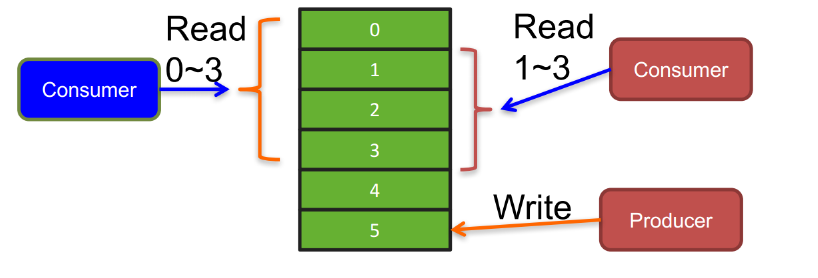 Read
0~3
Consumer
0
1
2
3
4
5
Read
1~3
Consumer
Write
Producer